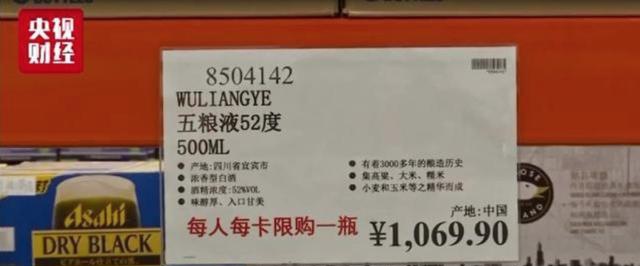 央视
财经
8504142
WULIANGYE
五粮液52度
500ML
● 产地:四川省宜宾市
● 浓香型白酒
● 酒精浓度:52%VOL
● 味醇厚、入口甘美
● 有着3000多年的酿造历史
● 集高粱、大米、糯米
● 小麦和玉米等之精华而成
产地:中国
每人每卡限购一瓶
¥1,069.90
Asahi
DRY BLACK